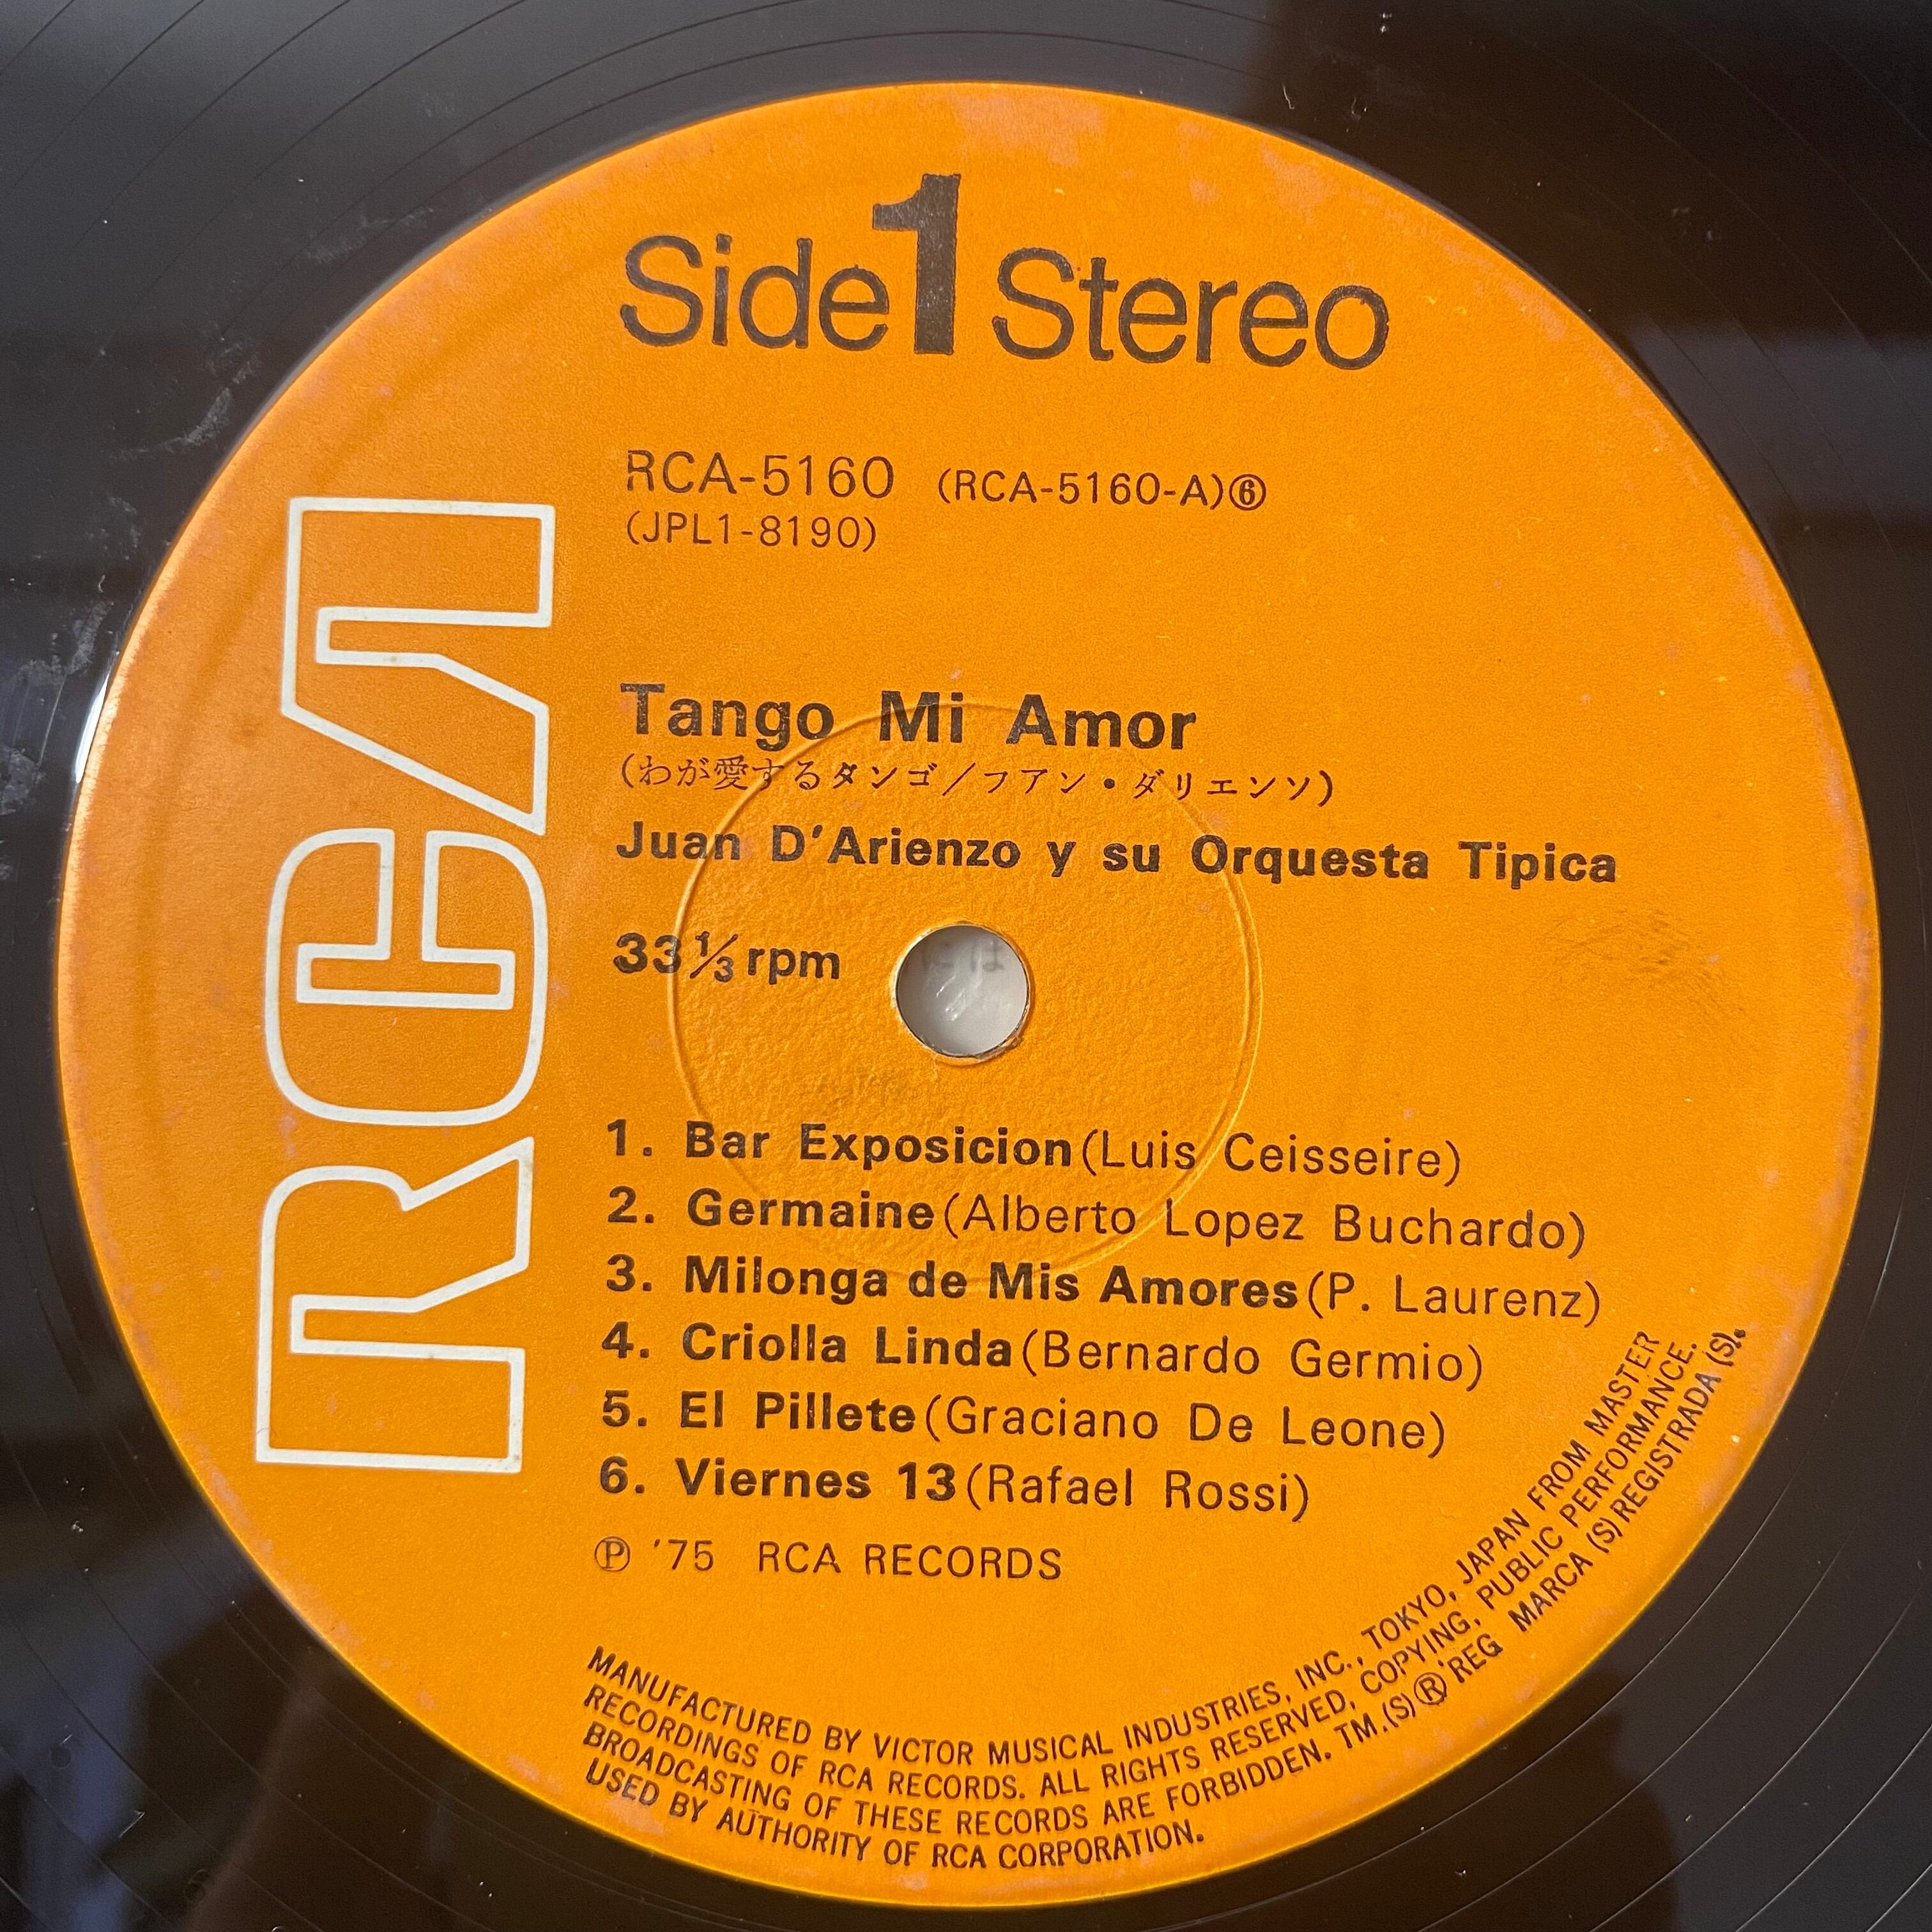 Side 1 Stereo
RCA-5160 (RCA-5160-A)⑥
(JPL1-8190)
RCA
Tango Mi Amor
(わが愛するタンゴ／フアン・ダリエンソ)
Juan D'Arienzo y su Orquesta Tipica
33⅓ rpm
1. Bar Exposicion (Luis Ceisseire)
2. Germaine (Alberto Lopez Buchardo)
3. Milonga de Mis Amores (P. Laurenz)
4. Criolla Linda (Bernardo Germio)
5. El Pillete (Graciano De Leone)
6. Viernes 13 (Rafael Rossi)
Ⓟ '75 RCA RECORDS
MANUFACTURED BY VICTOR MUSICAL INDUSTRIES, INC., TOKYO, JAPAN FROM MASTER
RECORDINGS OF RCA RECORDS. ALL RIGHTS RESERVED, COPYING, PUBLIC PERFORMANCE.
BROADCASTING OF THESE RECORDS ARE FORBIDDEN. TM.(S)® REG MARCA (S) REGISTRADA (S).
USED BY AUTHORITY OF RCA CORPORATION.